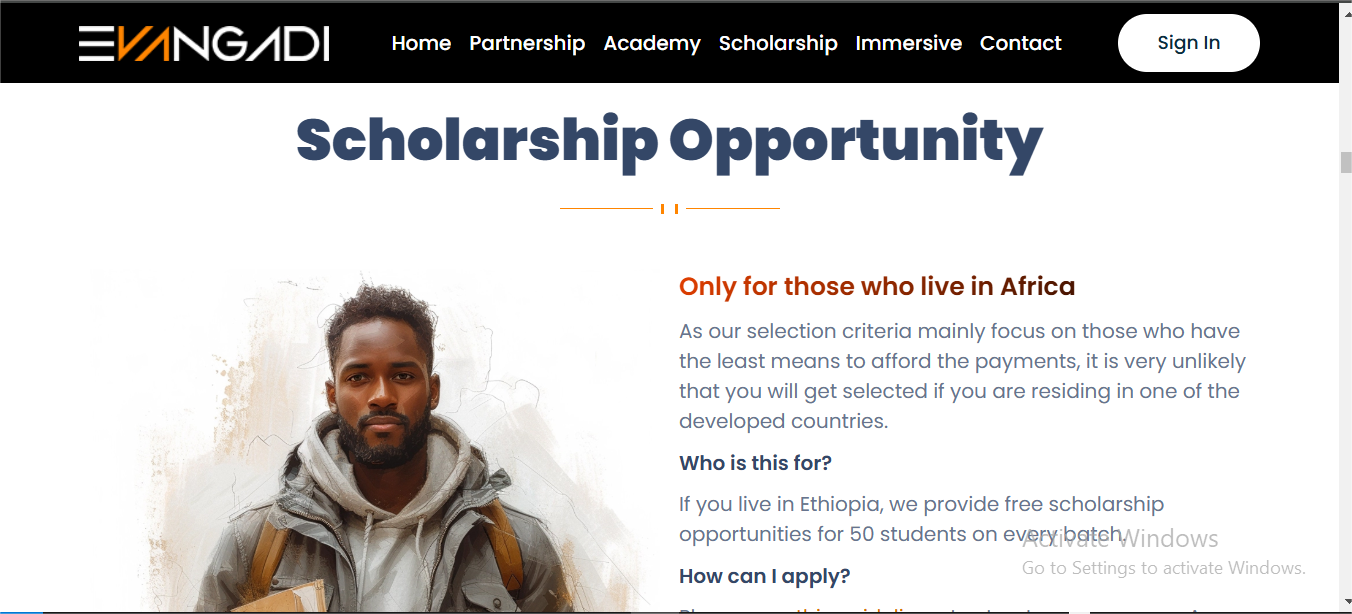 EVANGADI Home Partnership Academy Scholarship Immersive Contact Sign In
Scholarship Opportunity
Only for those who live in Africa
As our selection criteria mainly focus on those who have
the least means to afford the payments, it is very unlikely
that you will get selected if you are residing in one of the
developed countries.
Who is this for?
If you live in Ethiopia, we provide free scholarship
opportunities for 50 students on every batch.
Activate Windows
Go to Settings to activate Windows.
How can I apply?